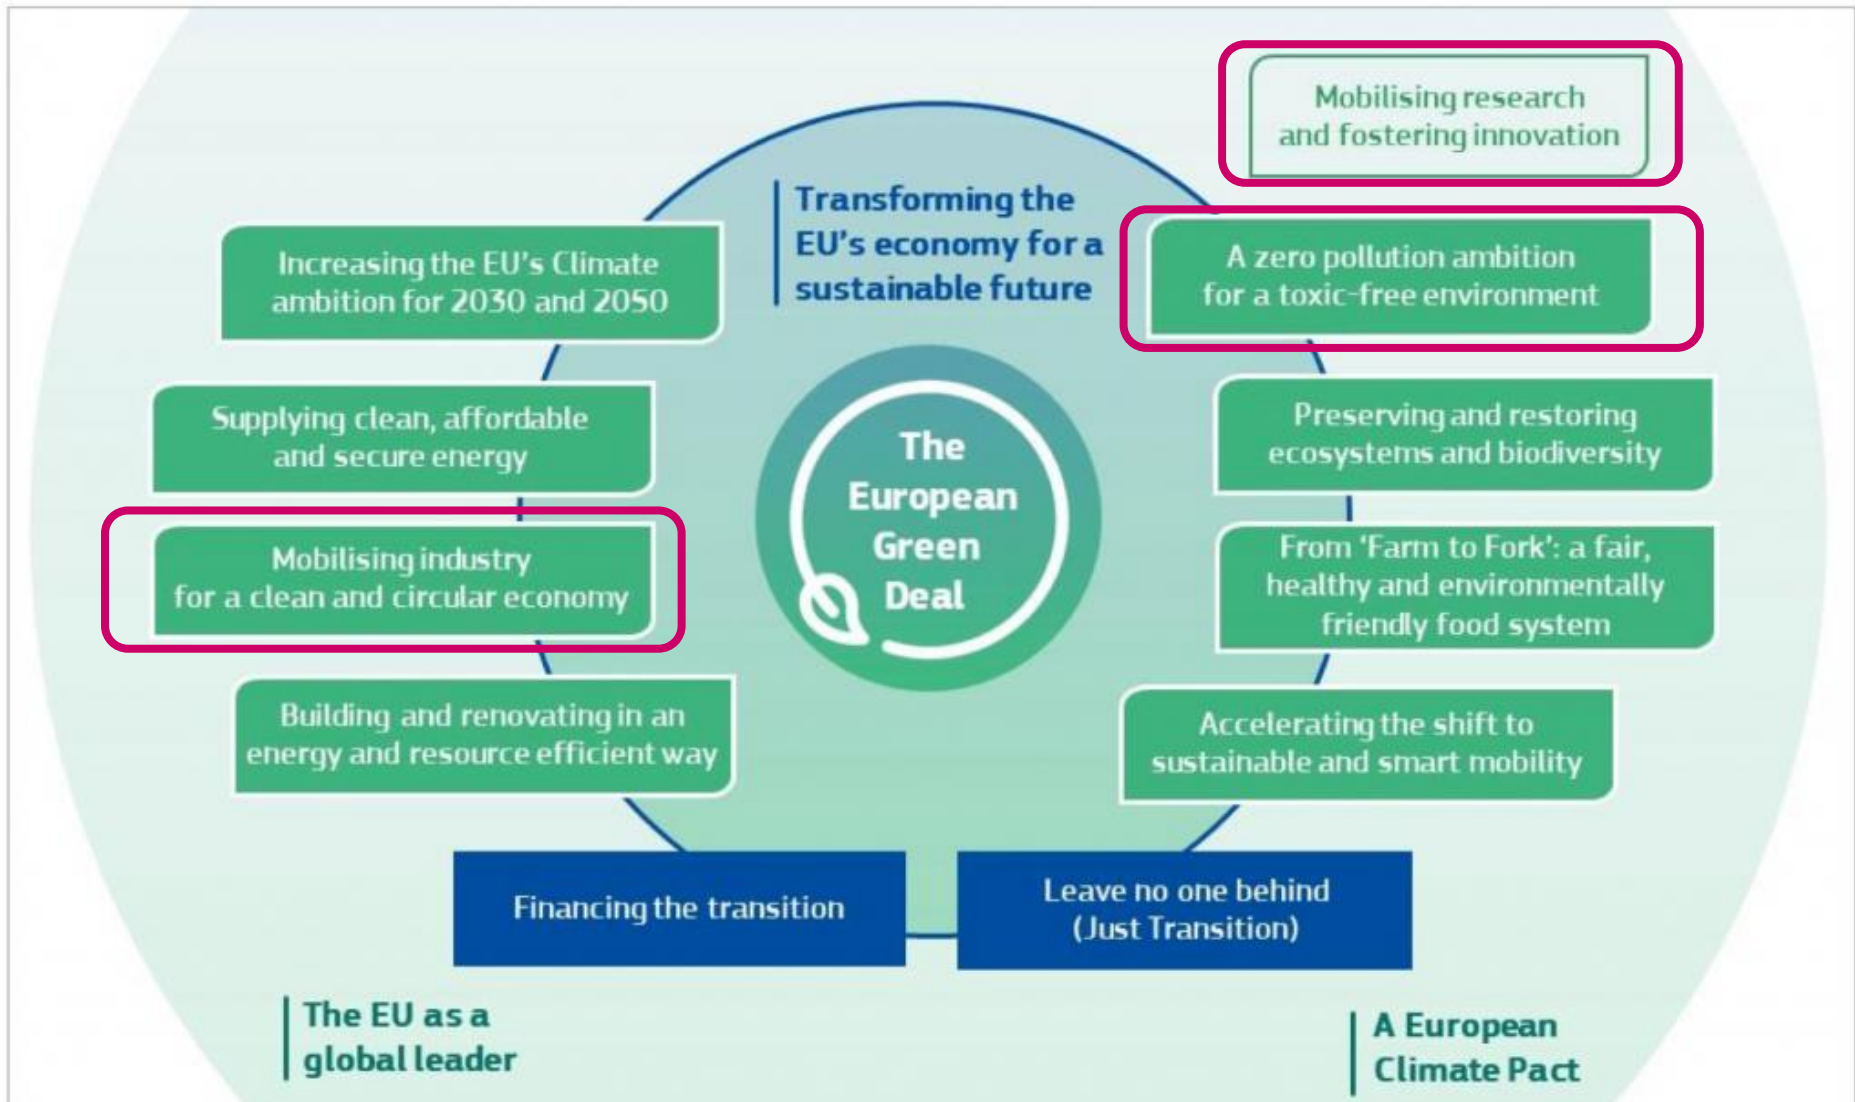 Mobilising research
and fostering innovation
Transforming the
EU's economy for a
sustainable future
Increasing the EU's Climate
ambition for 2030 and 2050
A zero pollution ambition
for a toxic-free environment
Supplying clean, affordable
and secure energy
Preserving and restoring
ecosystems and biodiversity
The
European
Green
Deal
Mobilising industry
for a clean and circular economy
From ‘Farm to Fork’: a fair,
healthy and environmentally
friendly food system
Building and renovating in an
energy and resource efficient way
Accelerating the shift to
sustainable and smart mobility
Financing the transition
Leave no one behind
(Just Transition)
The EU as a
global leader
A European
Climate Pact